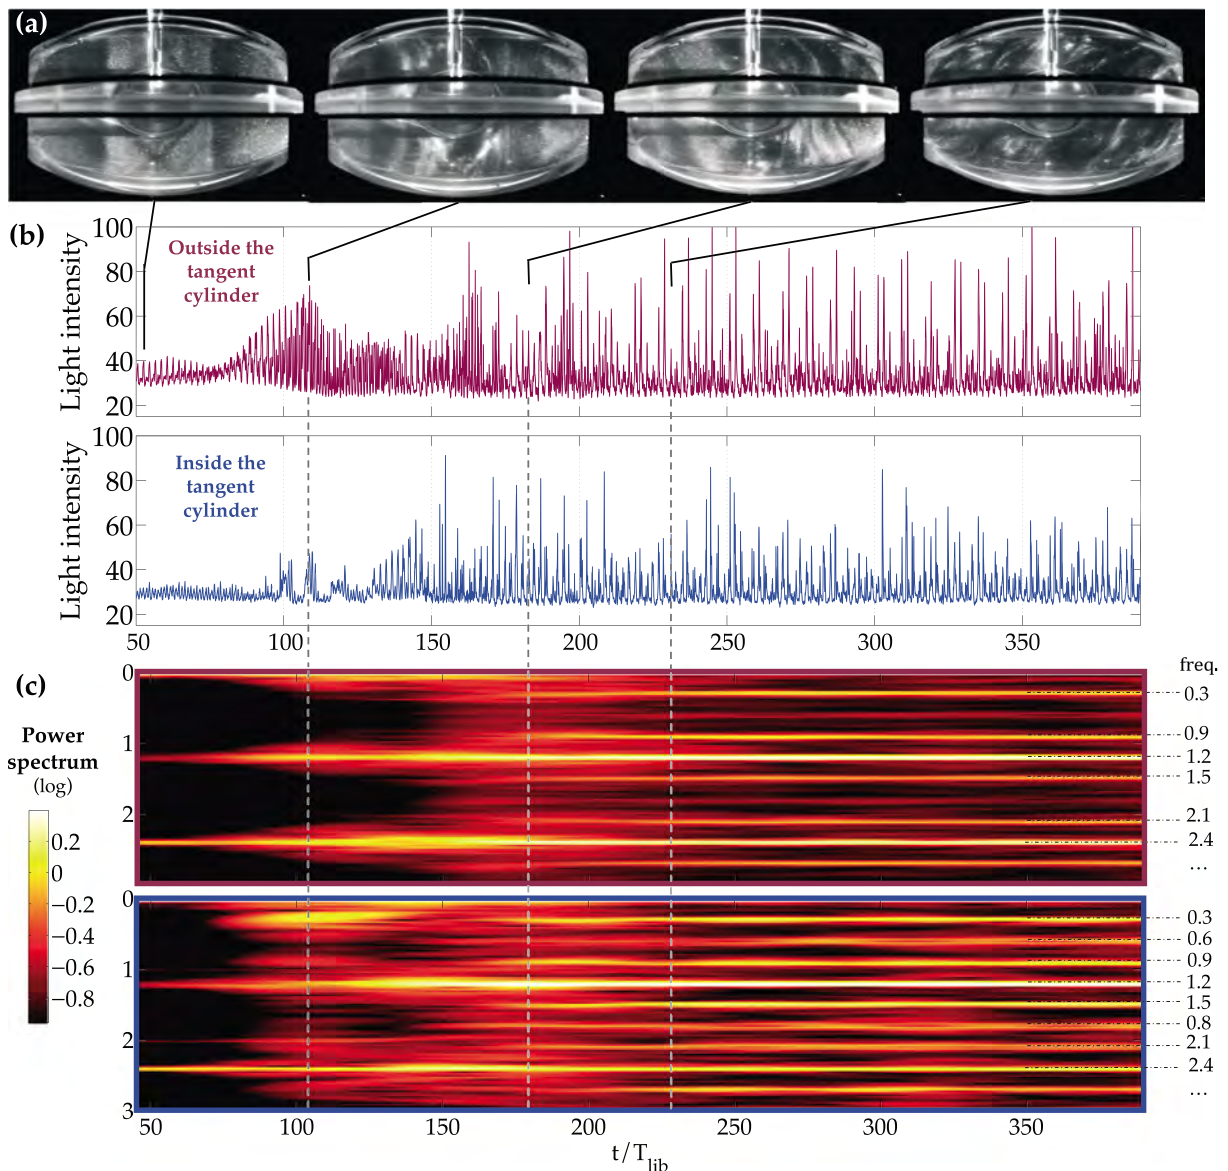 (a)
(b)
Light intensity
100
80
60
40
20
Outside the
tangent
cylinder
Light intensity
100
80
60
40
20
Inside the
tangent
cylinder
50 100 150 200 250 300 350
(c)
Power
spectrum
(log)
0.2
0
−0.2
−0.4
−0.6
−0.8
0
1
2
freq.
0.3
0.9
1.2
1.5
2.1
2.4
...
0
1
2
3
0.3
0.6
0.9
1.2
1.5
0.8
2.1
2.4
...
50 100 150 200 250 300 350
t/Tlib